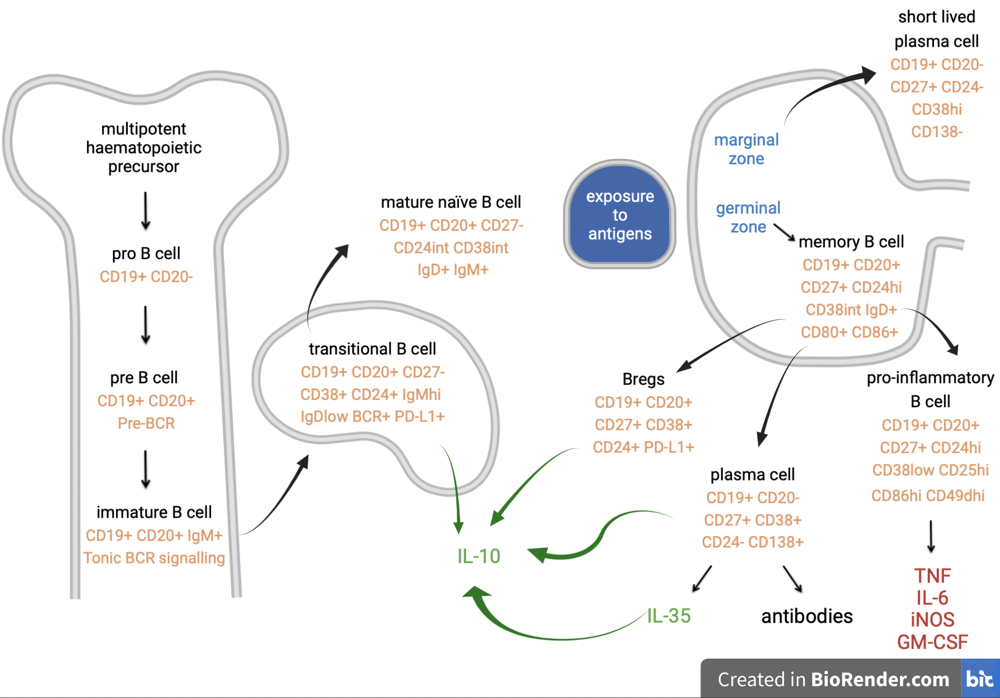 multipotent
haematopoietic
precursor
pro B cell
CD19+ CD20-
pre B cell
CD19+ CD20+
Pre-BCR
immature B cell
CD19+ CD20+ IgM+
Tonic BCR signalling
mature naïve B cell
CD19+ CD20+ CD27-
CD24int CD38int
IgD+ IgM+
transitional B cell
CD19+ CD20+ CD27-
CD38+ CD24+ IgMhi
IgDlow BCR+ PD-L1+
exposure
to
antigens
marginal
zone
short lived
plasma cell
CD19+ CD20-
CD27+ CD24-
CD38hi
CD138-
germinal
zone
memory B cell
CD19+ CD20+
CD27+ CD24hi
CD38int IgD+
CD80+ CD86+
Bregs
CD19+ CD20+
CD27+ CD38+
CD24+ PD-L1+
plasma cell
CD19+ CD20-
CD27+ CD38+
CD24- CD138+
pro-inflammatory
B cell
CD19+ CD20+
CD27+ CD24hi
CD38low CD25hi
CD86hi CD49dhi
IL-10
IL-35
antibodies
TNF
IL-6
iNOS
GM-CSF
Created in BioRender.com
bio